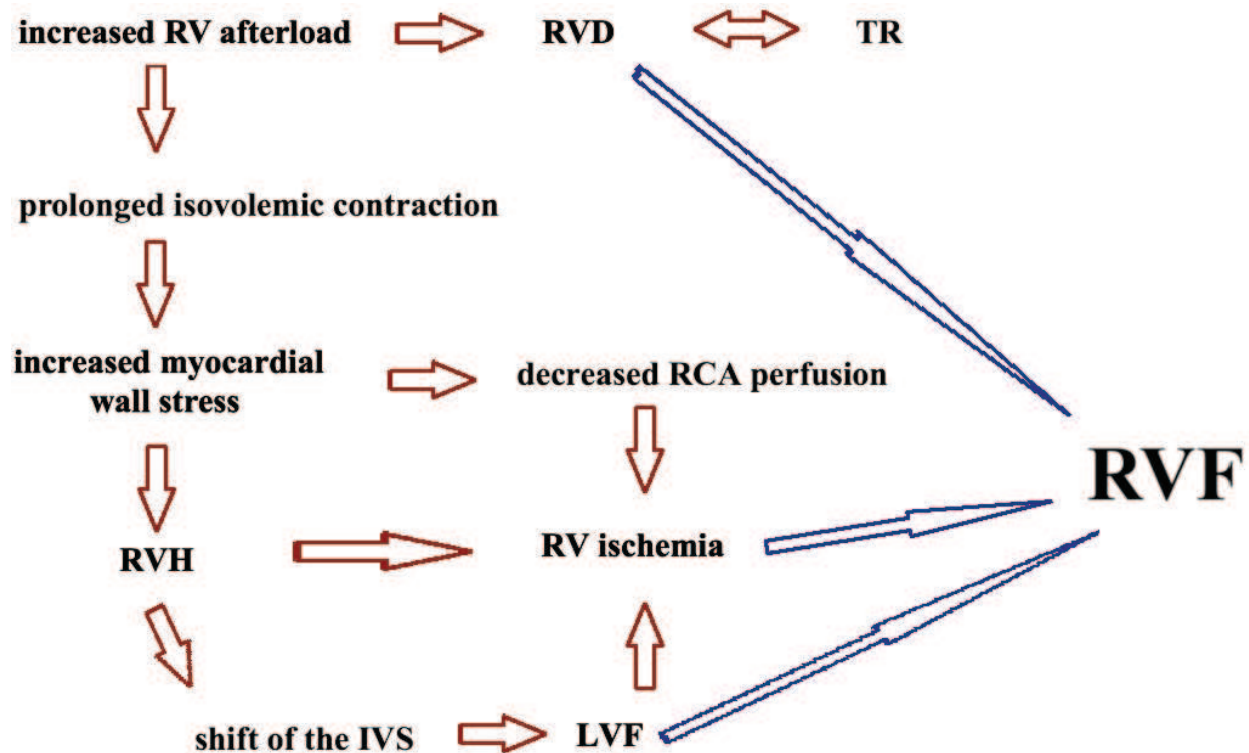 increased RV afterload
RVD
TR
prolonged isovolemic contraction
increased myocardial
wall stress
decreased RCA perfusion
RVF
RVH
RV ischemia
shift of the IVS
LVF